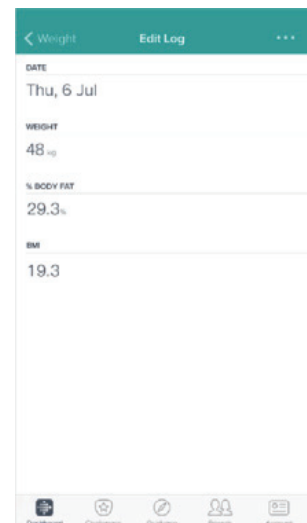 Weight Edit Log ...
DATE
Thu, 6 Jul
WEIGHT
48 kg
% BODY FAT
29.3%
BMI
19.3